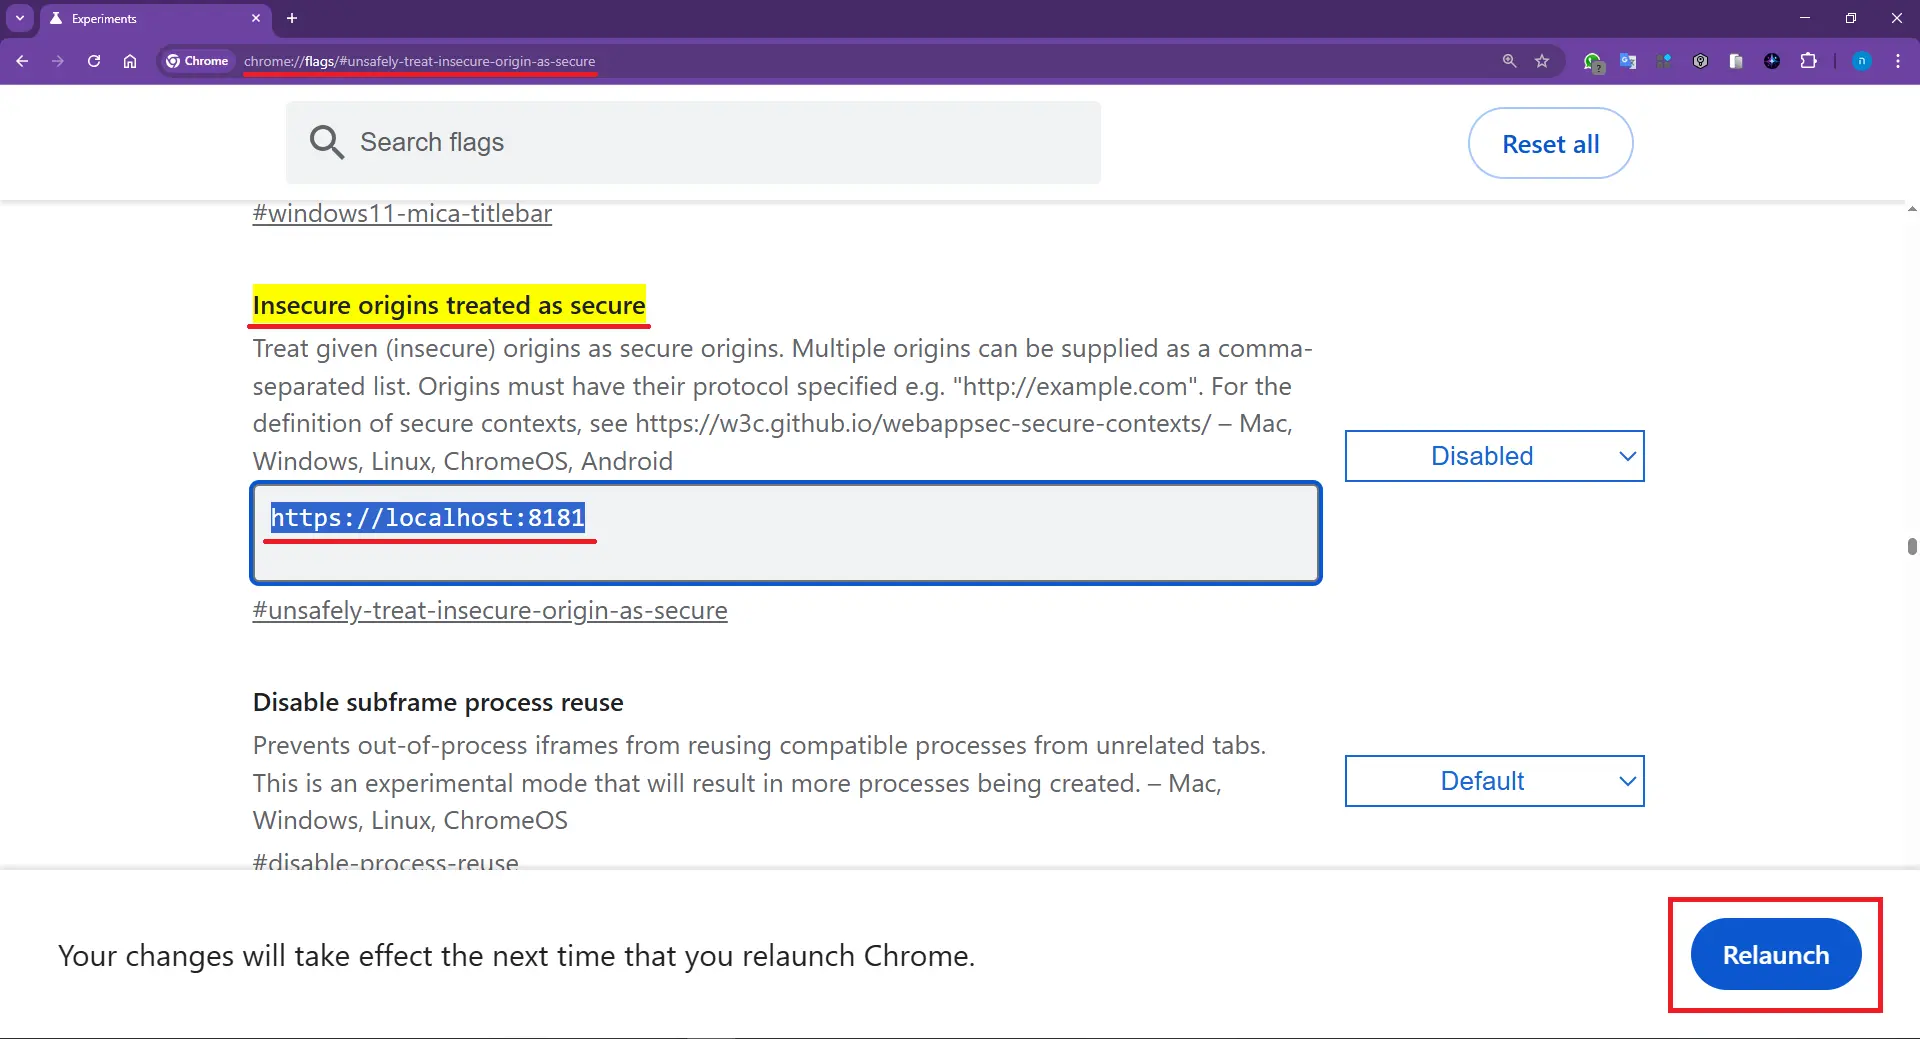 Experiments
Chrome
chrome://flags/#unsafely-treat-insecure-origin-as-secure
Search flags
Reset all
#windows11-mica-titlebar
Insecure origins treated as secure
Treat given (insecure) origins as secure origins. Multiple origins can be supplied as a comma-
separated list. Origins must have their protocol specified e.g. "http://example.com". For the
definition of secure contexts, see https://w3c.github.io/webappsec-secure-contexts/ – Mac,
Windows, Linux, ChromeOS, Android
Disabled
https://localhost:8181
#unsafely-treat-insecure-origin-as-secure
Disable subframe process reuse
Prevents out-of-process iframes from reusing compatible processes from unrelated tabs.
This is an experimental mode that will result in more processes being created. – Mac,
Windows, Linux, ChromeOS
Default
#disable-process-reuse
Your changes will take effect the next time that you relaunch Chrome.
Relaunch